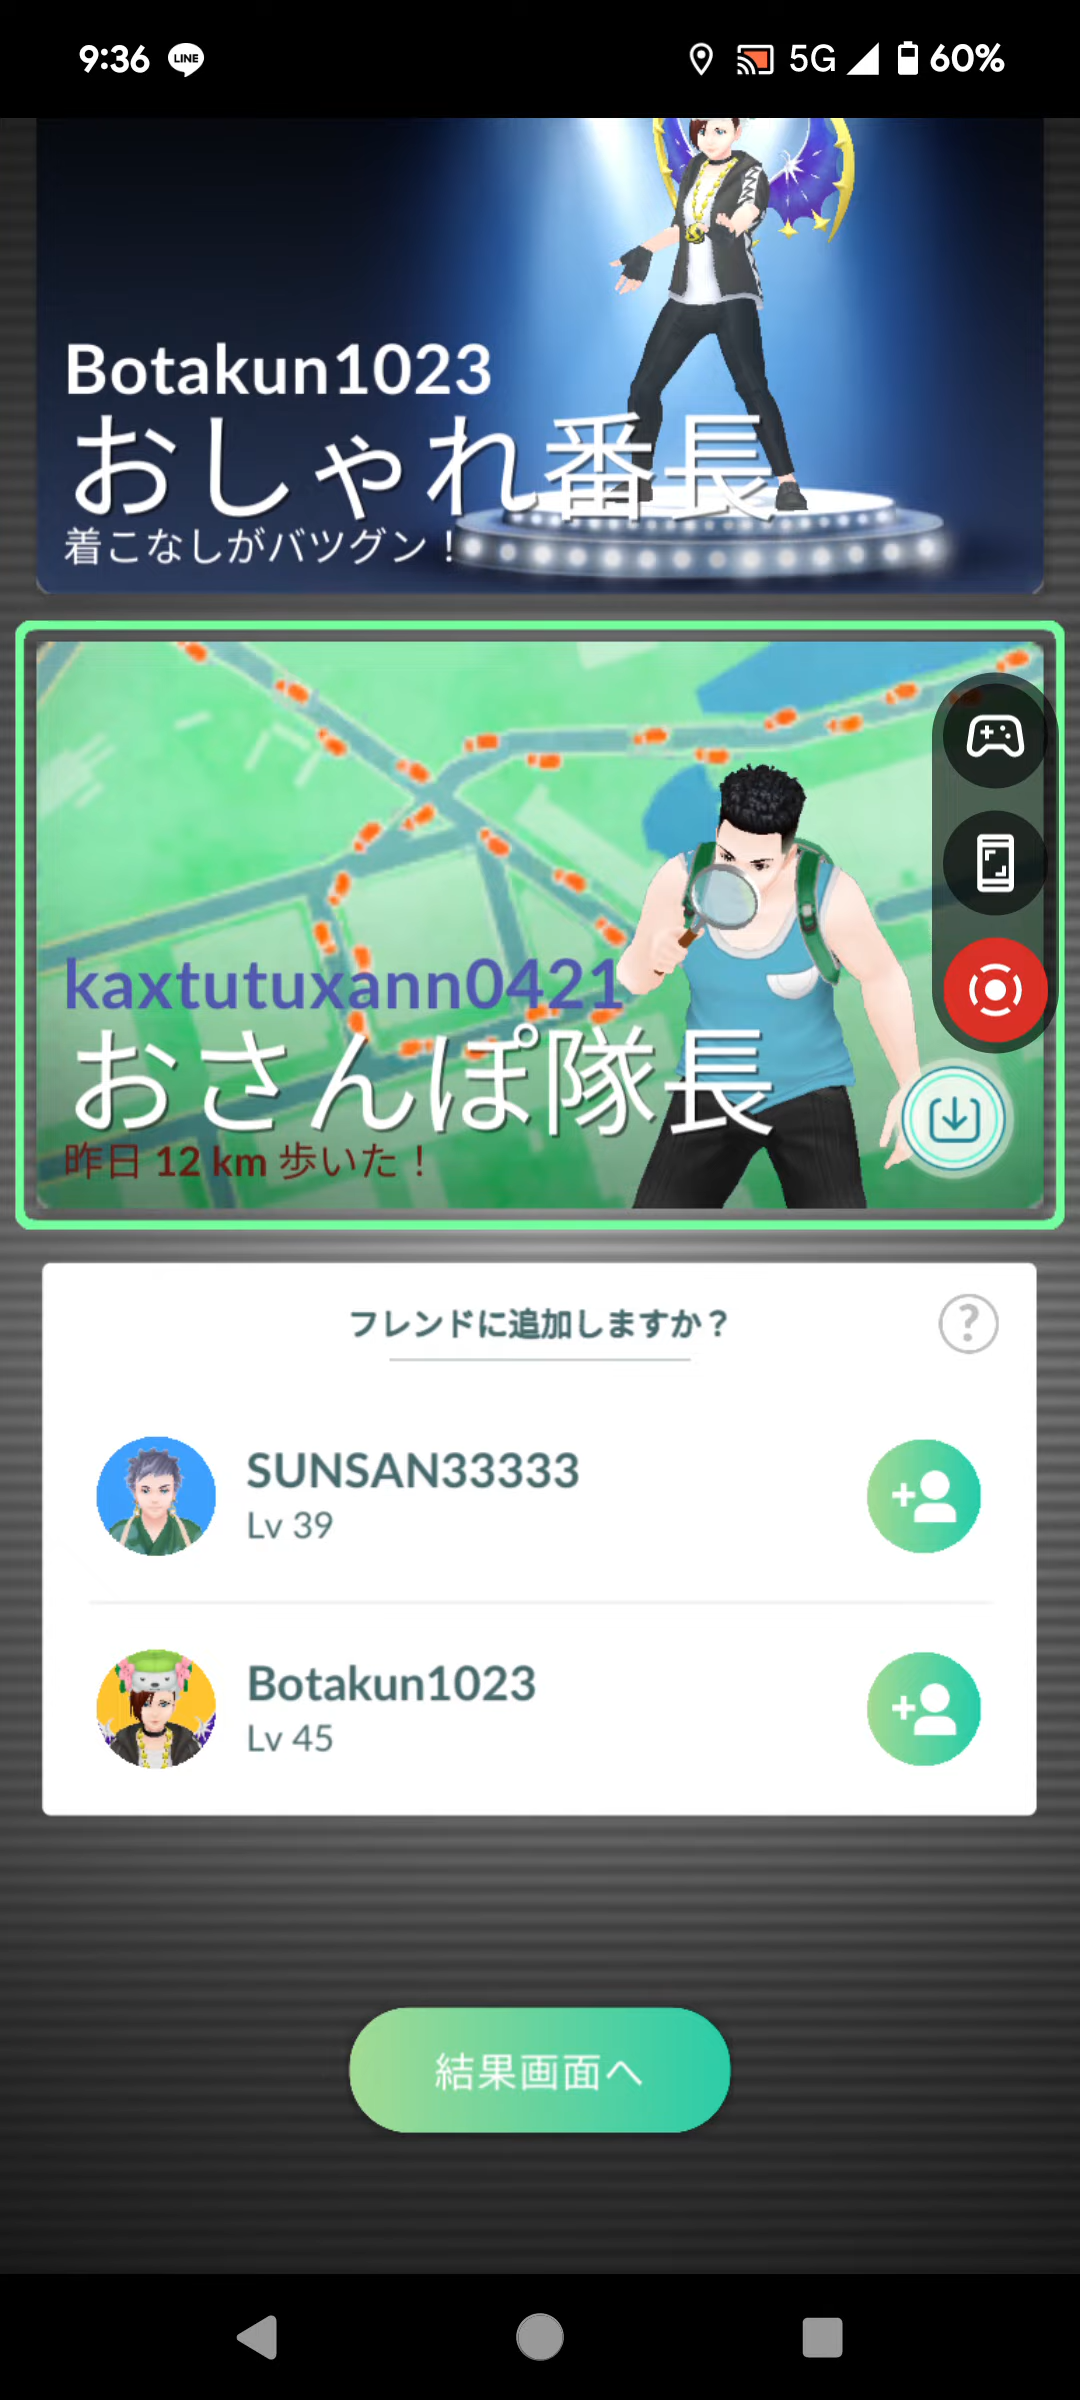 9:36 LINE 5G 60%
Botakun1023
おしゃれ番長
着こなしがバツグン！
kaxtutuxann0421
おさんぽ隊長
昨日 12 km 歩いた！
フレンドに追加しますか？ ?
SUNSAN33333
Lv 39
Botakun1023
Lv 45
結果画面へ